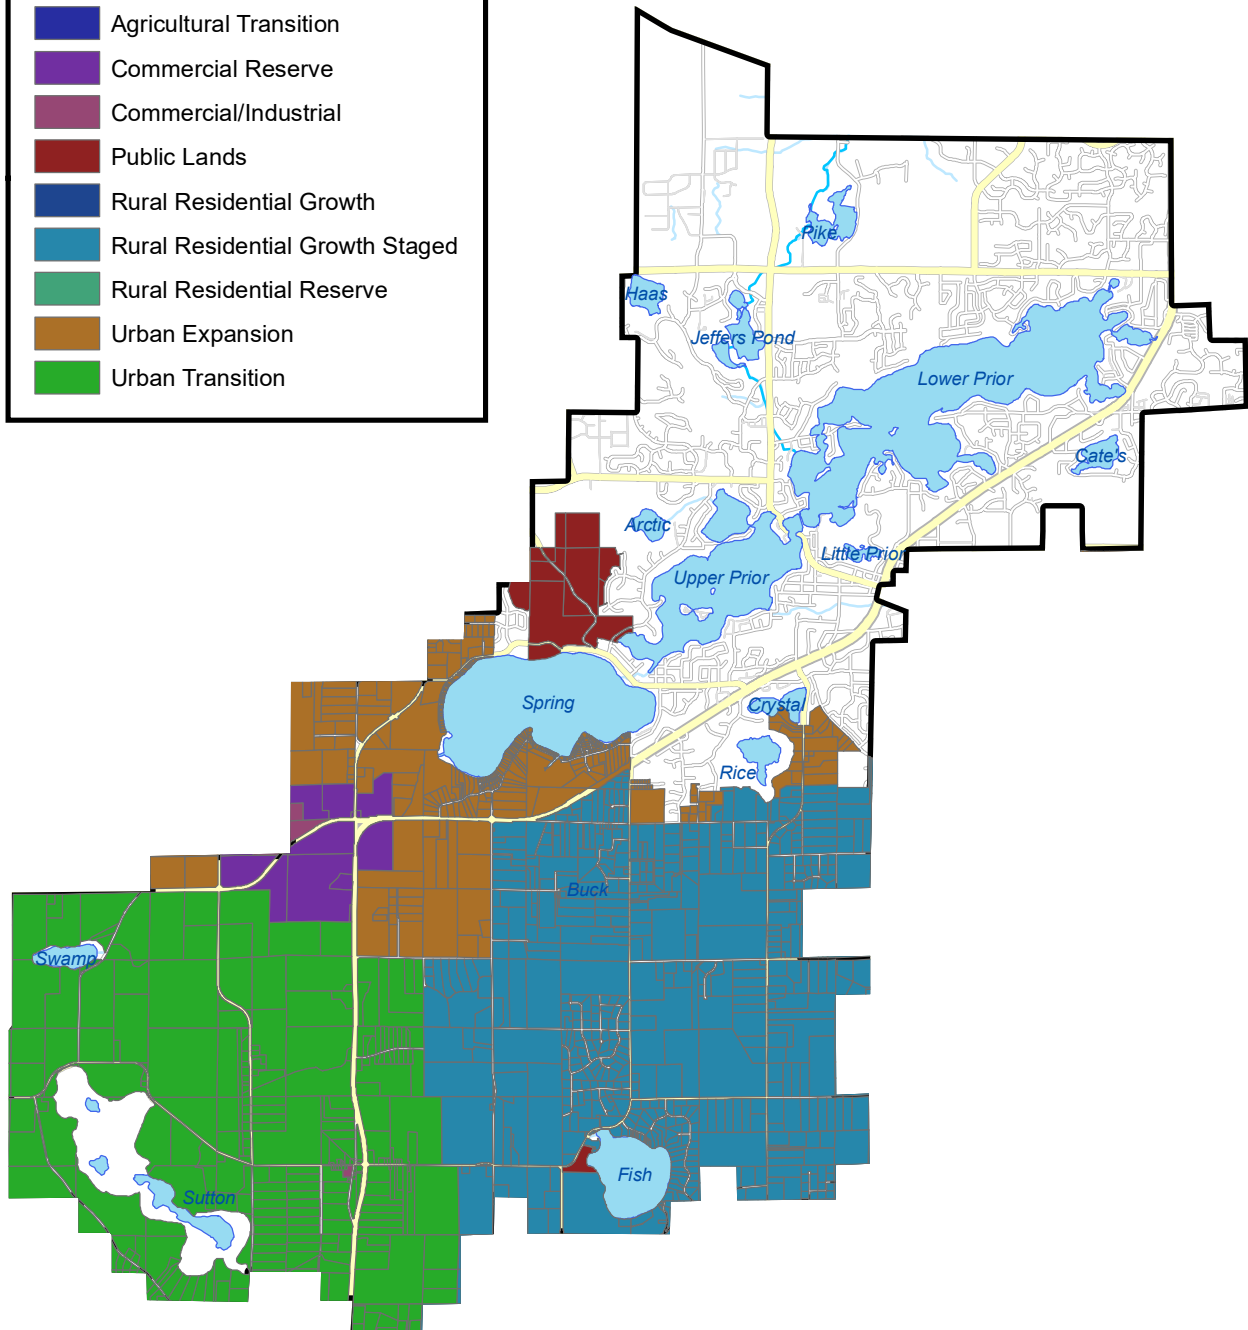 Agricultural Transition
Commercial Reserve
Commercial/Industrial
Public Lands
Rural Residential Growth
Rural Residential Growth Staged
Rural Residential Reserve
Urban Expansion
Urban Transition
Pike
Haas
Jeffers Pond
Lower Prior
Cate's
Arctic
Little Prior
Upper Prior
Spring
Crystal
Rice
Buck
Swamp
Fish
Sutton